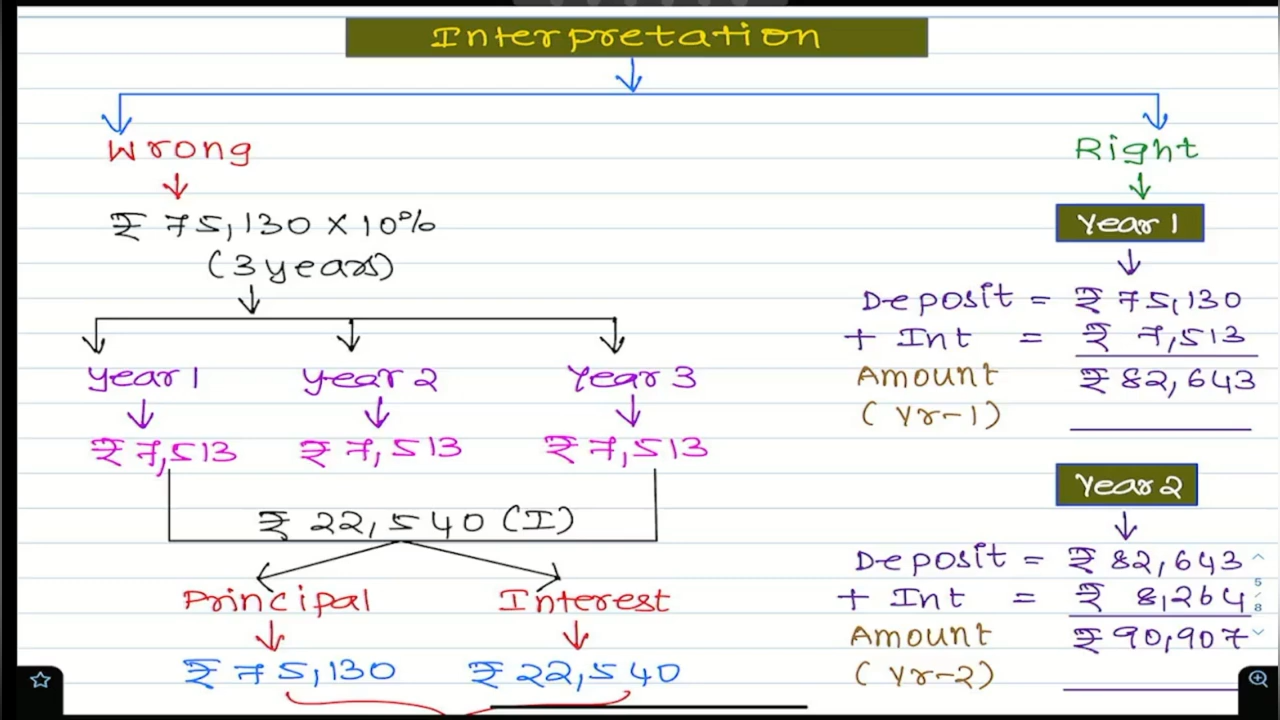 Interpretation
Wrong
₹ 75,130 X 10%
(3 years)
Year 1 Year 2 Year 3
₹ 7,513 ₹ 7,513 ₹ 7,513
₹ 22,540 (I)
Principal Interest
₹ 75,130 ₹ 22,540
Right
Year 1
Deposit = ₹ 75,130
+ Int = ₹ 7,513
Amount ₹ 82,643
(Yr-1)
Year 2
Deposit = ₹ 82,643
+ Int = ₹ 8,264
Amount ₹ 90,907
(Yr-2)
5/8